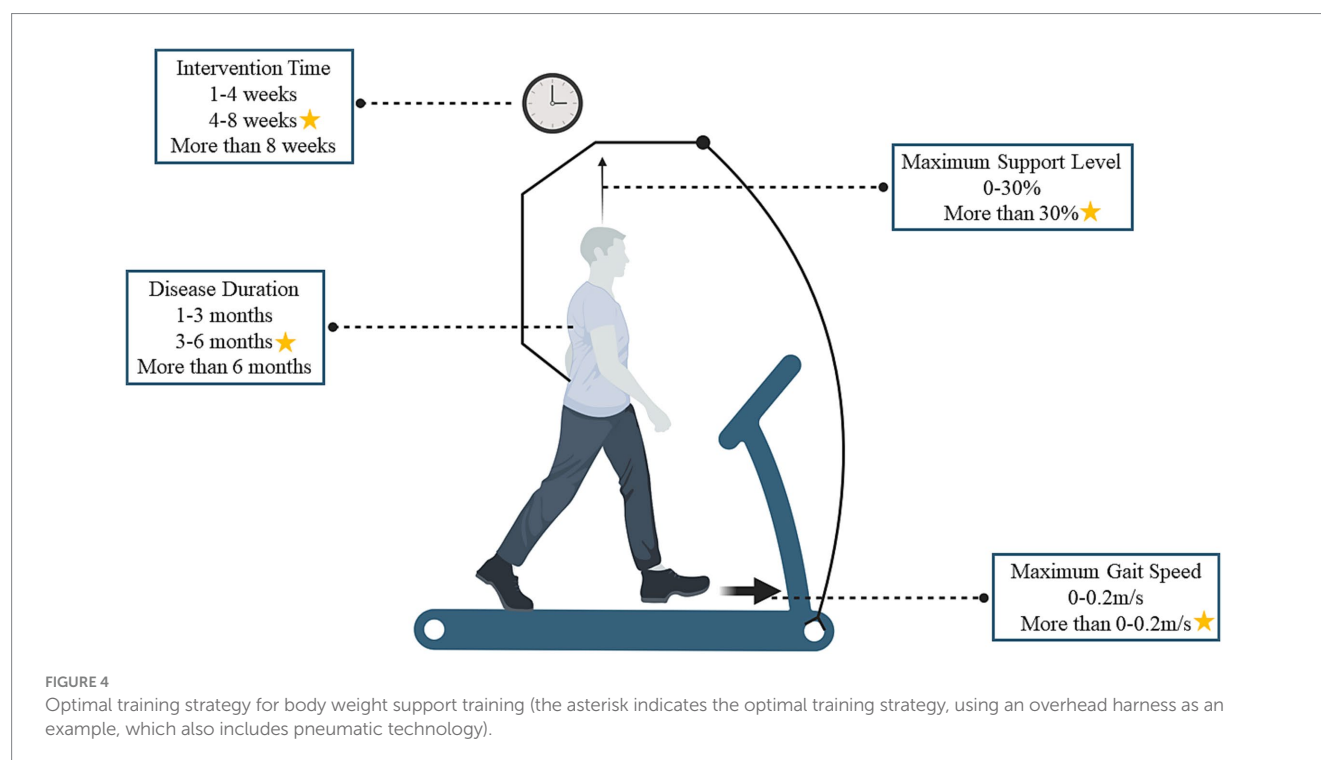 Intervention Time
1-4 weeks
4-8 weeks
More than 8 weeks
Maximum Support Level
0-30%
More than 30%
Disease Duration
1-3 months
3-6 months
More than 6 months
Maximum Gait Speed
0-0.2m/s
More than 0-0.2m/s
FIGURE 4
Optimal training strategy for body weight support training (the asterisk indicates the optimal training strategy, using an overhead harness as an
example, which also includes pneumatic technology).